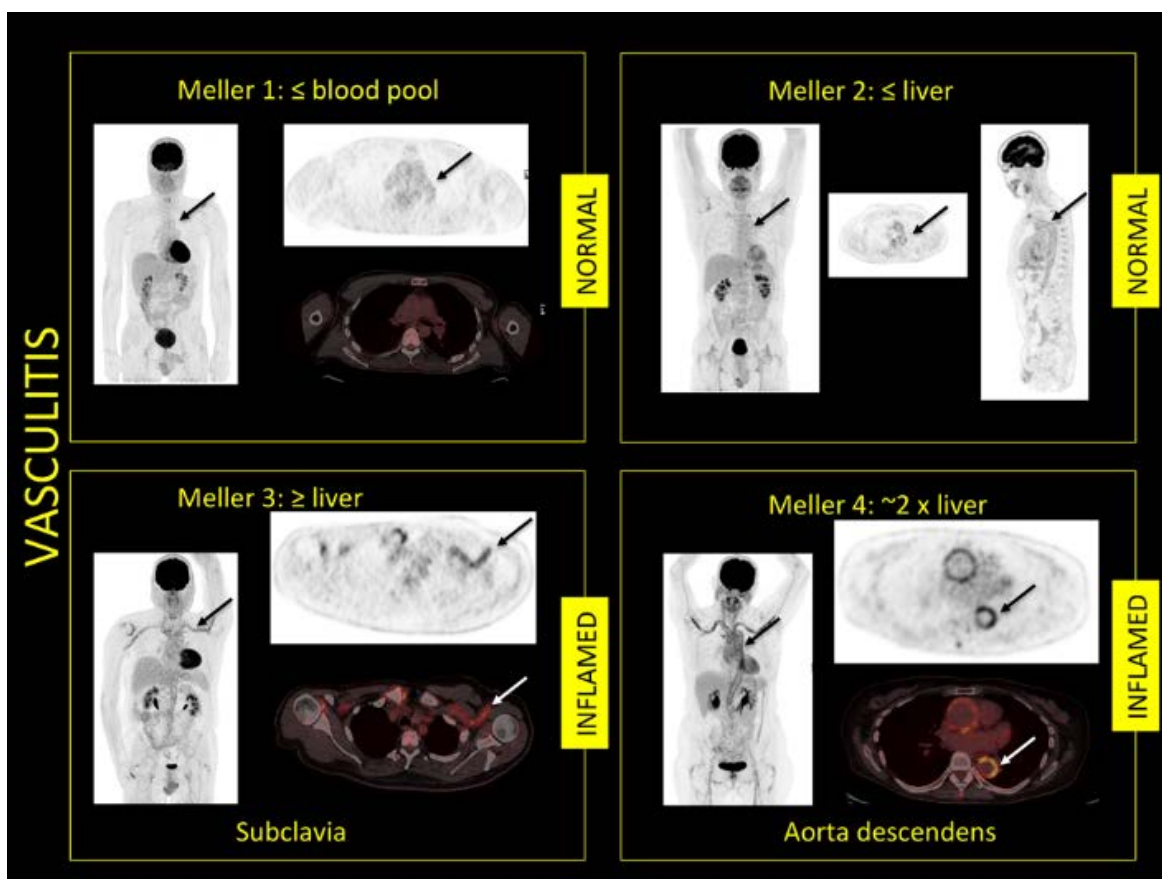 VASCULITIS
Meller 1: ≤ blood pool
NORMAL
Meller 2: ≤ liver
NORMAL
Meller 3: ≥ liver
INFLAMED
Subclavia
Meller 4: ~2 x liver
INFLAMED
Aorta descendens